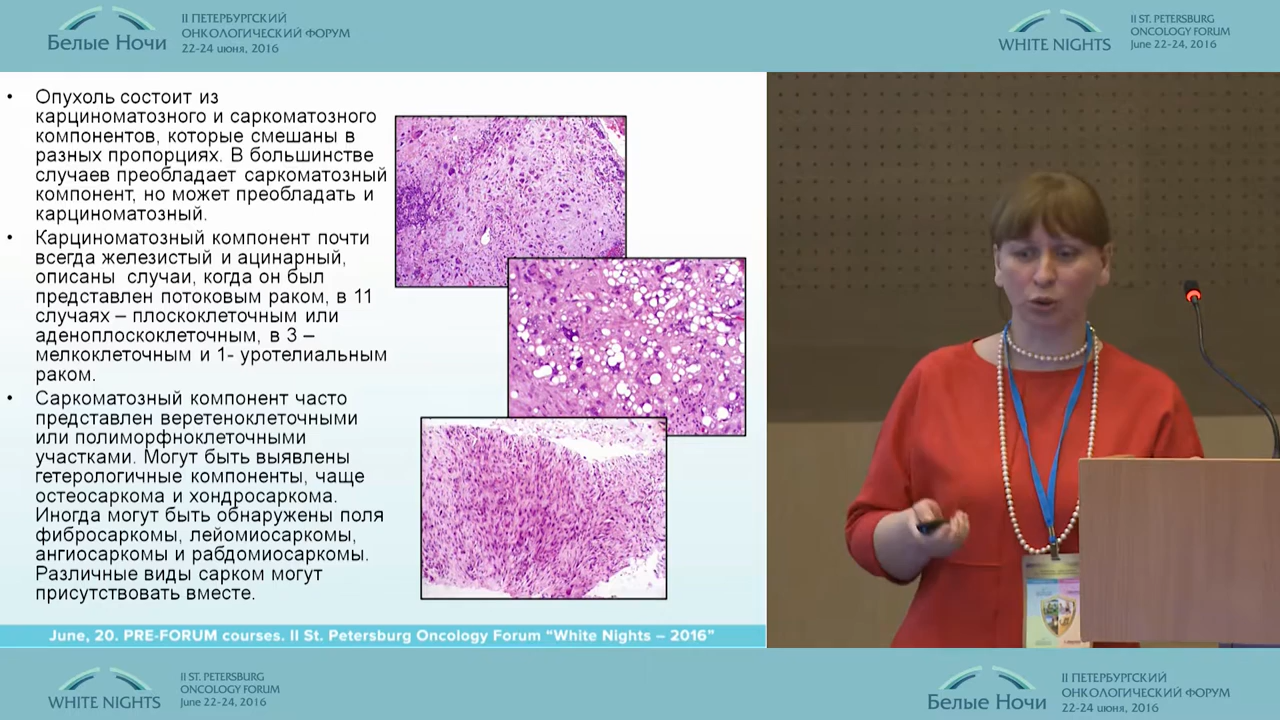 Белые Ночи
II ПЕТЕРБУРГСКИЙ
ОНКОЛОГИЧЕСКИЙ ФОРУМ
22-24 июня, 2016
WHITE NIGHTS
II ST. PETERSBURG
ONCOLOGY FORUM
June 22-24, 2016
• Опухоль состоит из
карциноматозного и саркоматозного
компонентов, которые смешаны в
разных пропорциях. В большинстве
случаев преобладает саркоматозный
компонент, но может преобладать и
карциноматозный.
• Карциноматозный компонент почти
всегда железистый и ацинарный,
описаны случаи, когда он был
представлен потоковым раком, в 11
случаях – плоскоклеточным или
аденоплоскоклеточным, в 3 –
мелкоклеточным и 1- уротелиальным
раком.
• Саркоматозный компонент часто
представлен веретеноклеточными
или полиморфноклеточными
участками. Могут быть выявлены
гетерологичные компоненты, чаще
остеосаркома и хондросаркома.
Иногда могут быть обнаружены поля
фибросаркомы, лейомиосаркомы,
ангиосаркомы и рабдомиосаркомы.
Различные виды сарком могут
присутствовать вместе.
June, 20. PRE-FORUM courses. II St. Petersburg Oncology Forum “White Nights – 2016”
WHITE NIGHTS
II ST. PETERSBURG
ONCOLOGY FORUM
June 22-24, 2016
Белые Ночи
II ПЕТЕРБУРГСКИЙ
ОНКОЛОГИЧЕСКИЙ ФОРУМ
22-24 июня, 2016